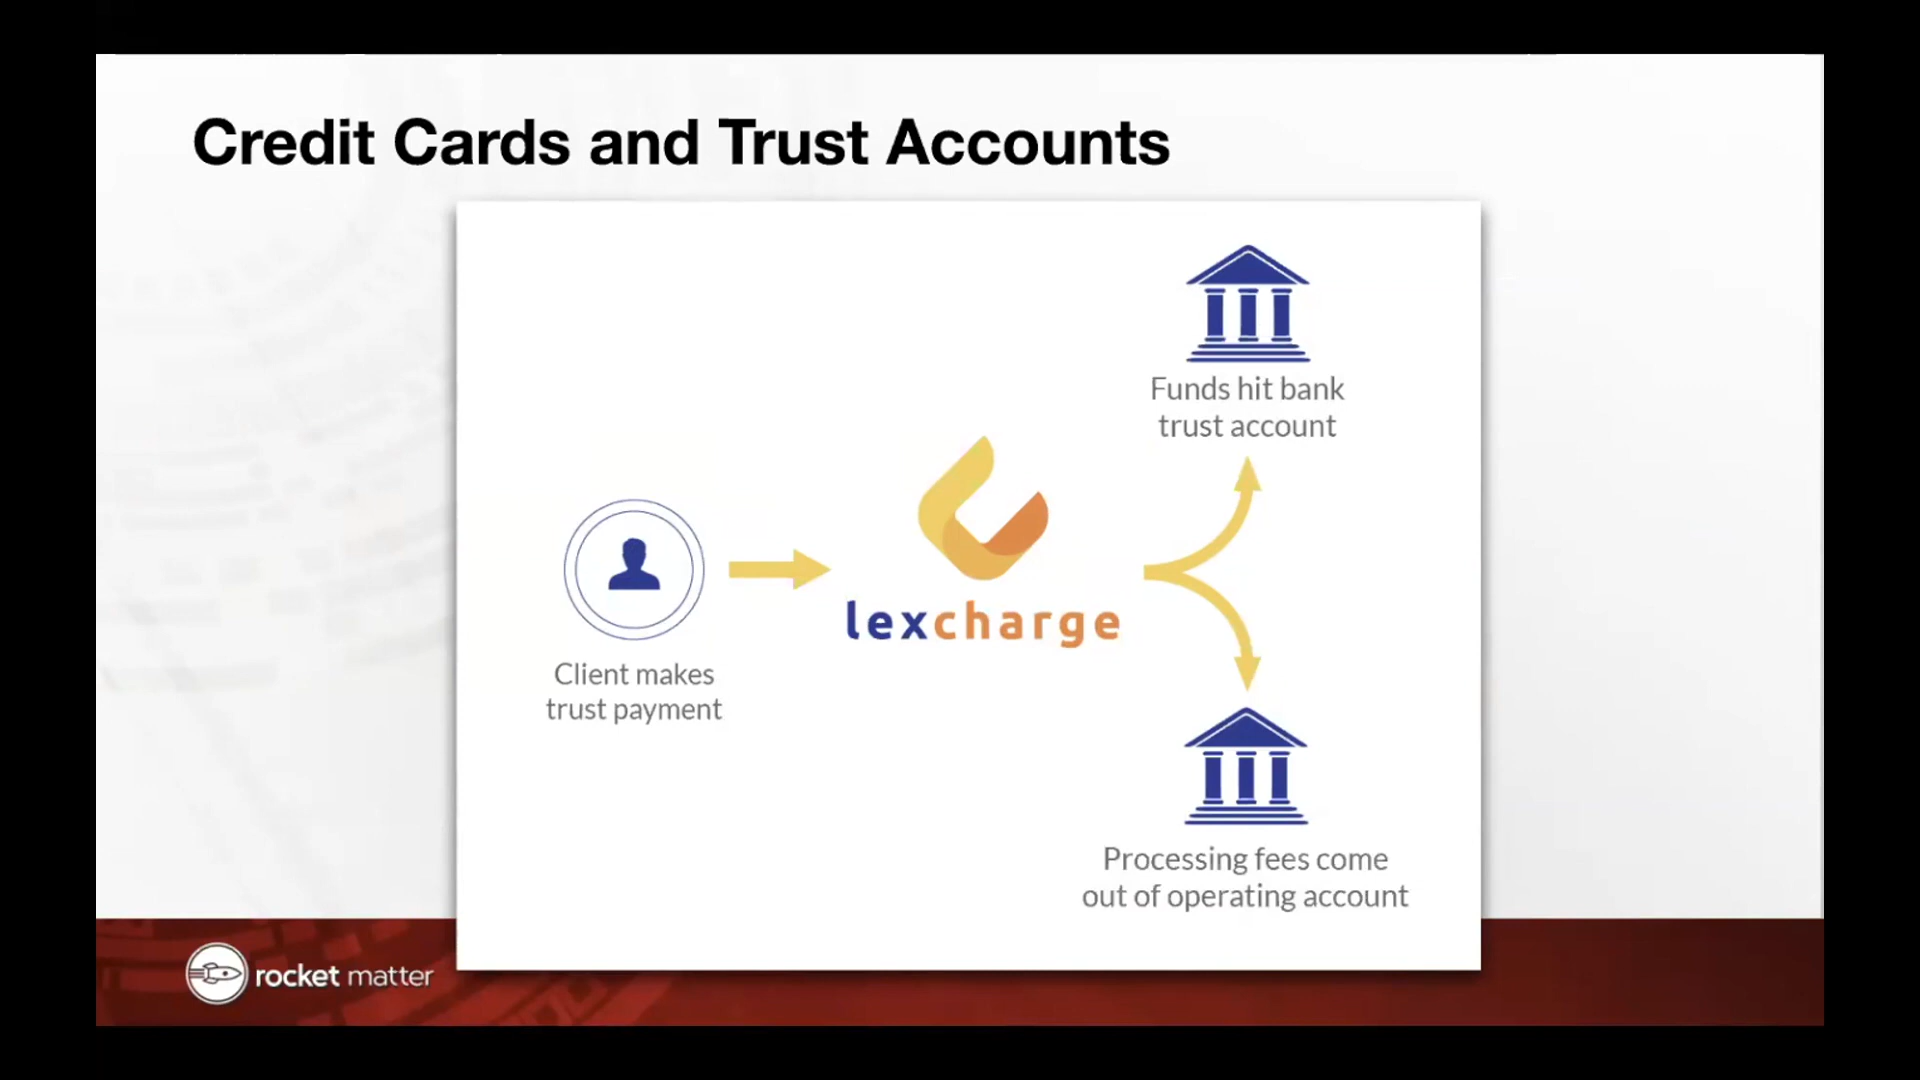 Credit Cards and Trust Accounts
Funds hit bank
trust account
lexcharge
Client makes
trust payment
Processing fees come
out of operating account
rocket matter